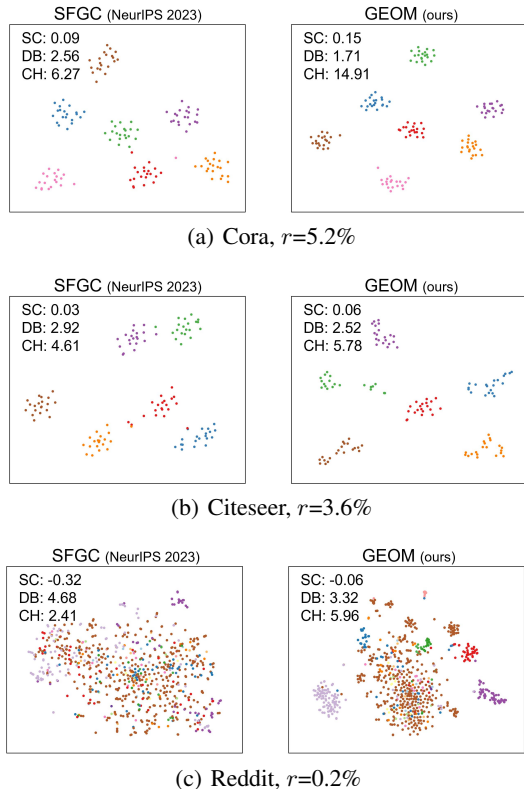 SFGC (NeurIPS 2023)
SC: 0.09
DB: 2.56
CH: 6.27
GEOM (ours)
SC: 0.15
DB: 1.71
CH: 14.91
(a) Cora, r=5.2%
SFGC (NeurIPS 2023)
SC: 0.03
DB: 2.92
CH: 4.61
GEOM (ours)
SC: 0.06
DB: 2.52
CH: 5.78
(b) Citeseer, r=3.6%
SFGC (NeurIPS 2023)
SC: -0.32
DB: 4.68
CH: 2.41
GEOM (ours)
SC: -0.06
DB: 3.32
CH: 5.96
(c) Reddit, r=0.2%